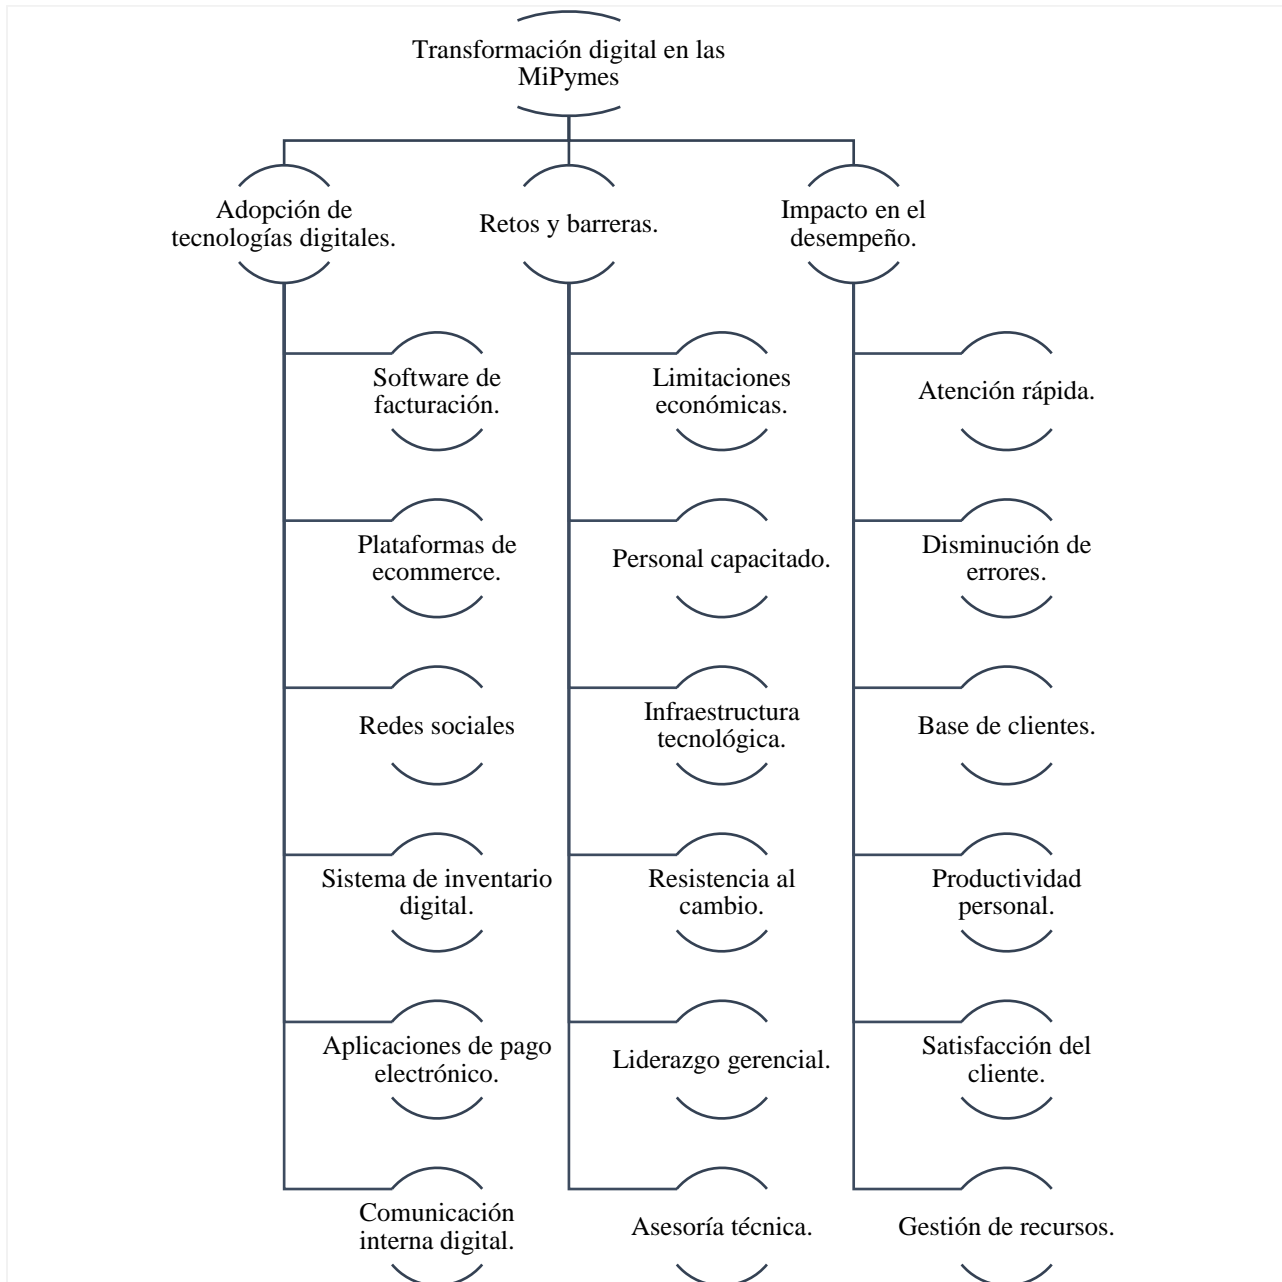 Transformación digital en las
MiPymes
Adopción de
tecnologías digitales.
Retos y barreras.
Impacto en el
desempeño.
Software de
facturación.
Limitaciones
económicas.
Atención rápida.
Plataformas de
ecommerce.
Personal capacitado.
Disminución de
errores.
Redes sociales
Infraestructura
tecnológica.
Base de clientes.
Sistema de inventario
digital.
Resistencia al
cambio.
Productividad
personal.
Aplicaciones de pago
electrónico.
Liderazgo gerencial.
Satisfacción del
cliente.
Comunicación
interna digital.
Asesoría técnica.
Gestión de recursos.